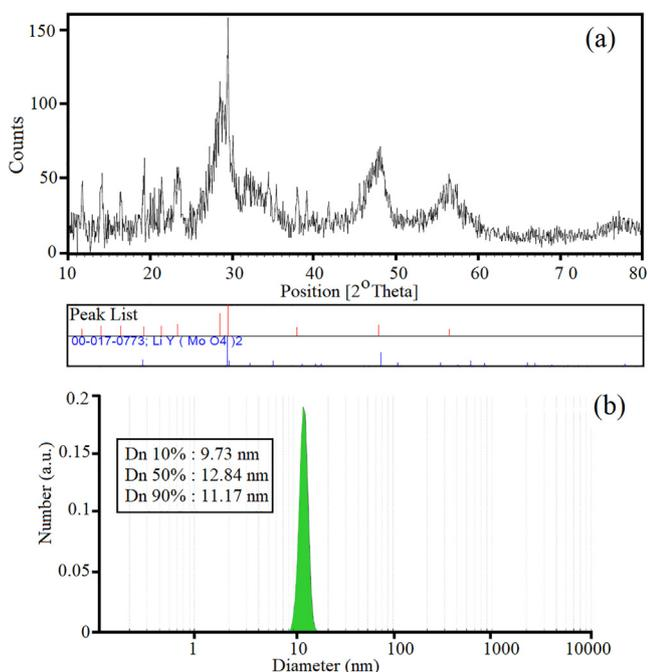 (a)
150
100
50
0
Counts
10 20 30 40 50 60 70 80
Position [2°Theta]
Peak List
00-017-0773; Li Y ( Mo O4 )2
(b)
0.2
0.15
0.1
0.05
0
Number (a.u.)
Dn 10% : 9.73 nm
Dn 50% : 12.84 nm
Dn 90% : 11.17 nm
1 10 100 1000 10000
Diameter (nm)